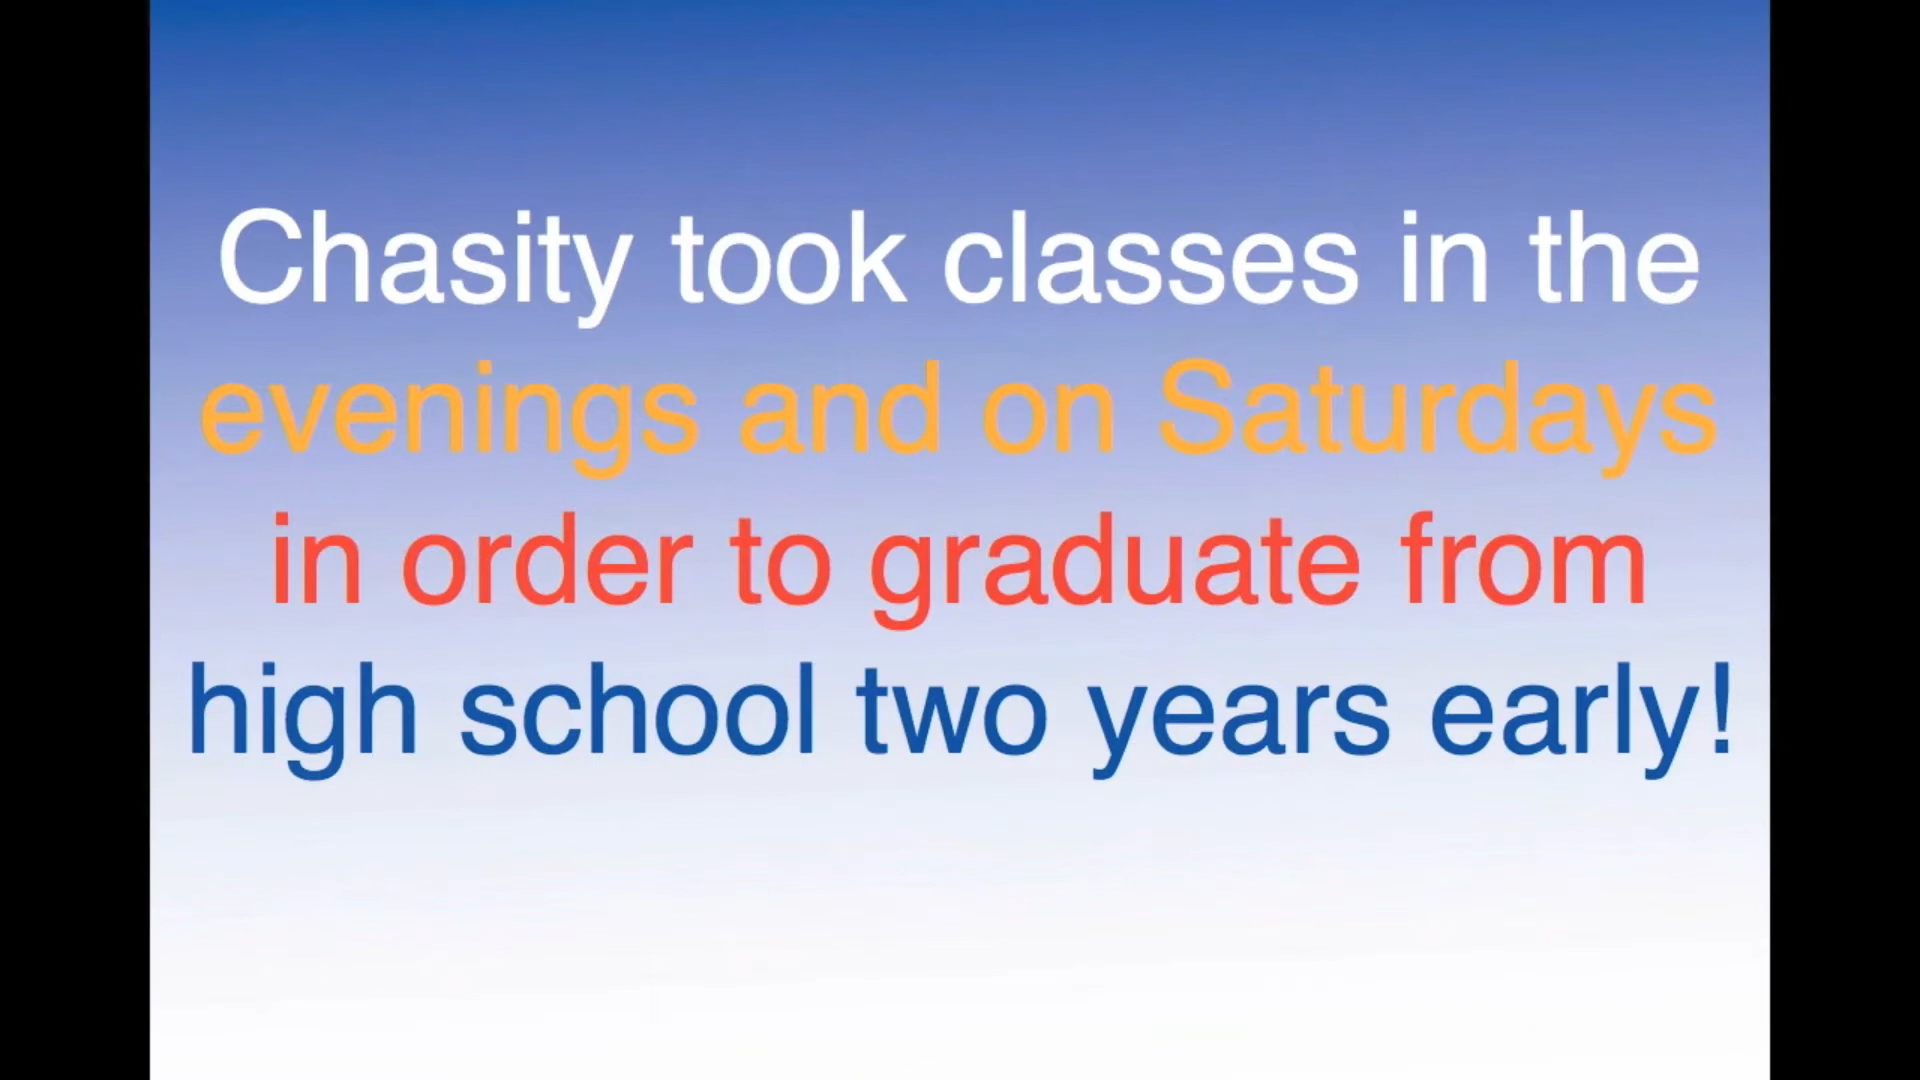 Chasity took classes in the
evenings and on Saturdays
in order to graduate from
high school two years early!